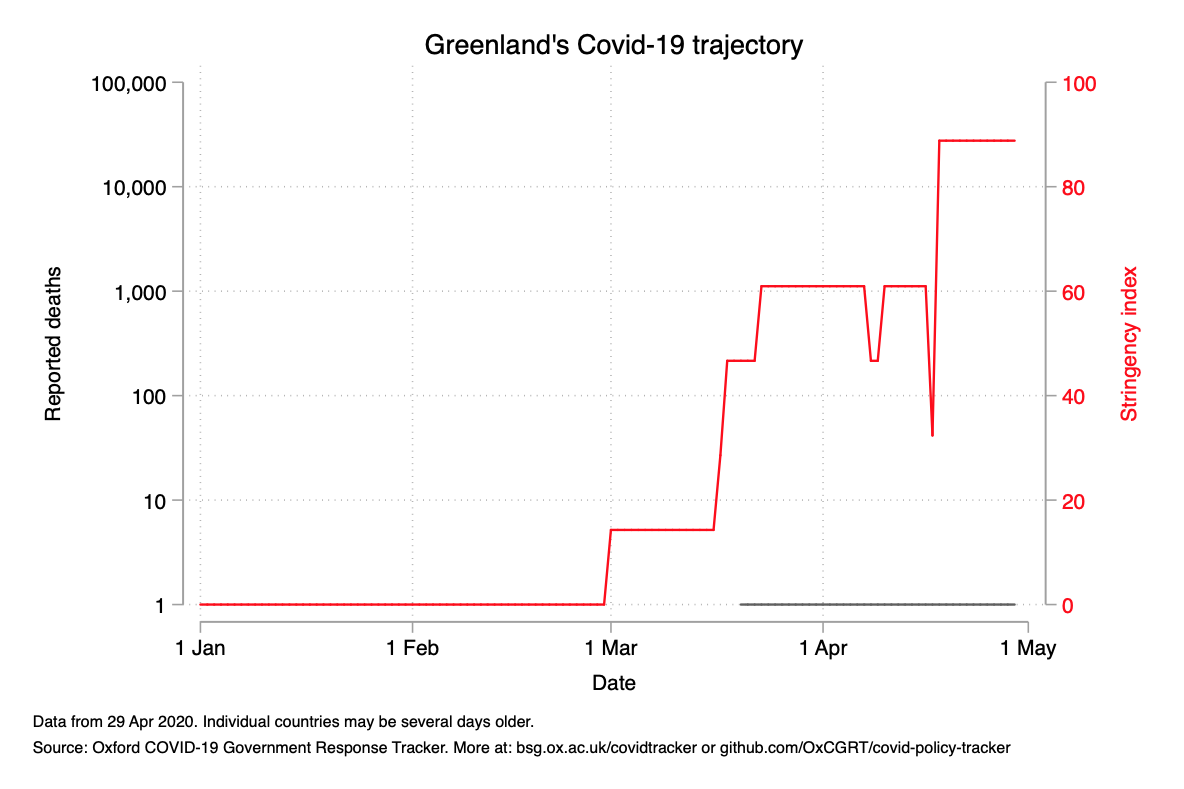 Greenland's Covid-19 trajectory
100,000
10,000
1,000
100
10
1
Reported deaths
100
80
60
40
20
0
Stringency index
1 Jan
1 Feb
1 Mar
1 Apr
1 May
Date
Data from 29 Apr 2020. Individual countries may be several days older.
Source: Oxford COVID-19 Government Response Tracker. More at: bsg.ox.ac.uk/covidtracker or github.com/OxCGRT/covid-policy-tracker